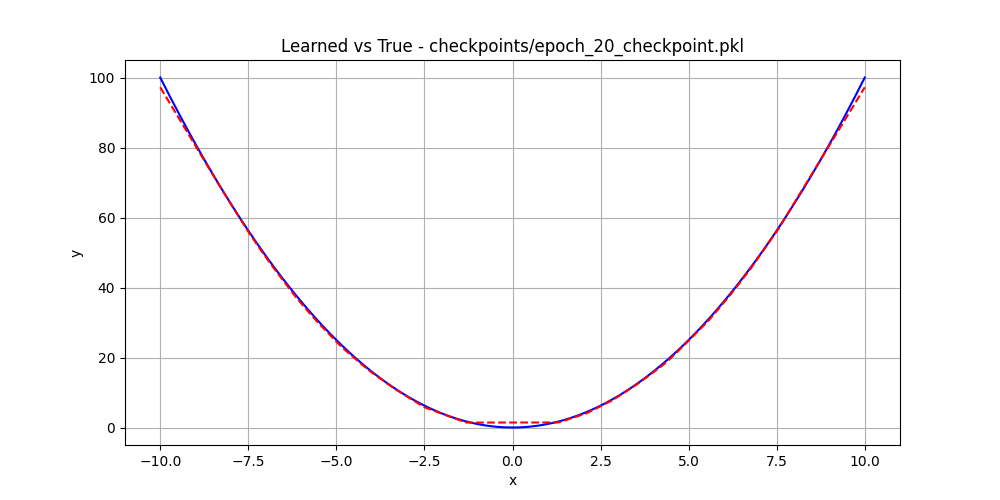 Learned vs True - checkpoints/epoch_20_checkpoint.pkl
100
80
60
40
20
0
y
−10.0 −7.5 −5.0 −2.5 0.0 2.5 5.0 7.5 10.0
x